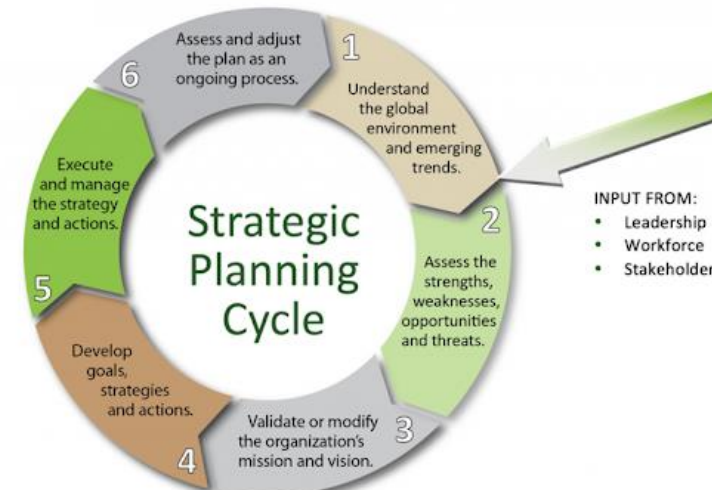 Strategic
Planning
Cycle
1
Understand
the global
environment
and emerging
trends.
2
Assess the
strengths,
weaknesses,
opportunities
and threats.
3
Validate or modify
the organization's
mission and vision.
4
Develop
goals,
strategies
and actions.
5
Execute
and manage
the strategy
and actions.
6
Assess and adjust
the plan as an
ongoing process.
INPUT FROM:
• Leadership
• Workforce
• Stakeholder